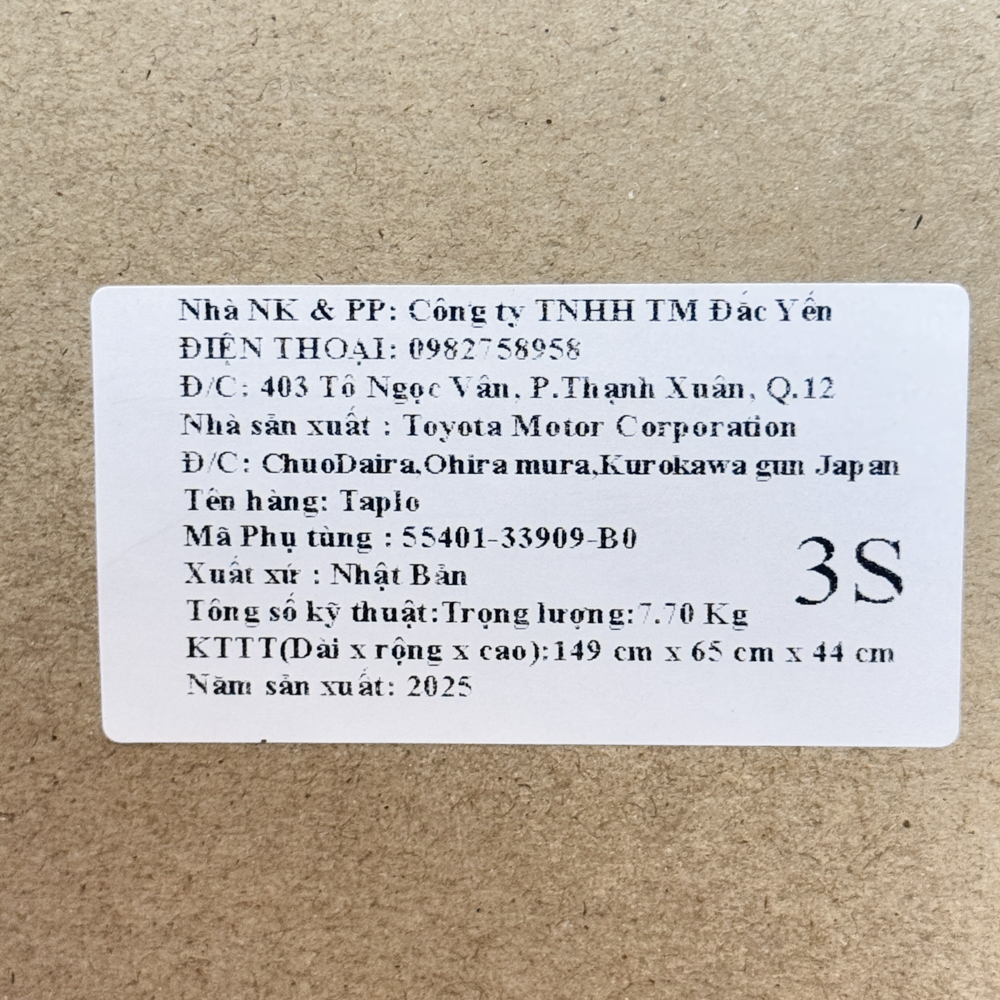 Nhà NK & PP: Công ty TNHH TM Đắc Yến
ĐIỆN THOẠI: 0982758958
Đ/C: 403 Tô Ngọc Vân, P.Thạnh Xuân, Q.12
Nhà sản xuất : Toyota Motor Corporation
Đ/C: ChuoDaira,Ohira mura,Kurokawa gun Japan
Tên hàng: Taplo
Mã Phụ tùng : 55401-33909-B0
Xuất xứ : Nhật Bản
3S
Tông số kỹ thuật:Trọng lượng:7.70 Kg
KTTT(Dài x rộng x cao):149 cm x 65 cm x 44 cm
Năm sản xuất: 2025